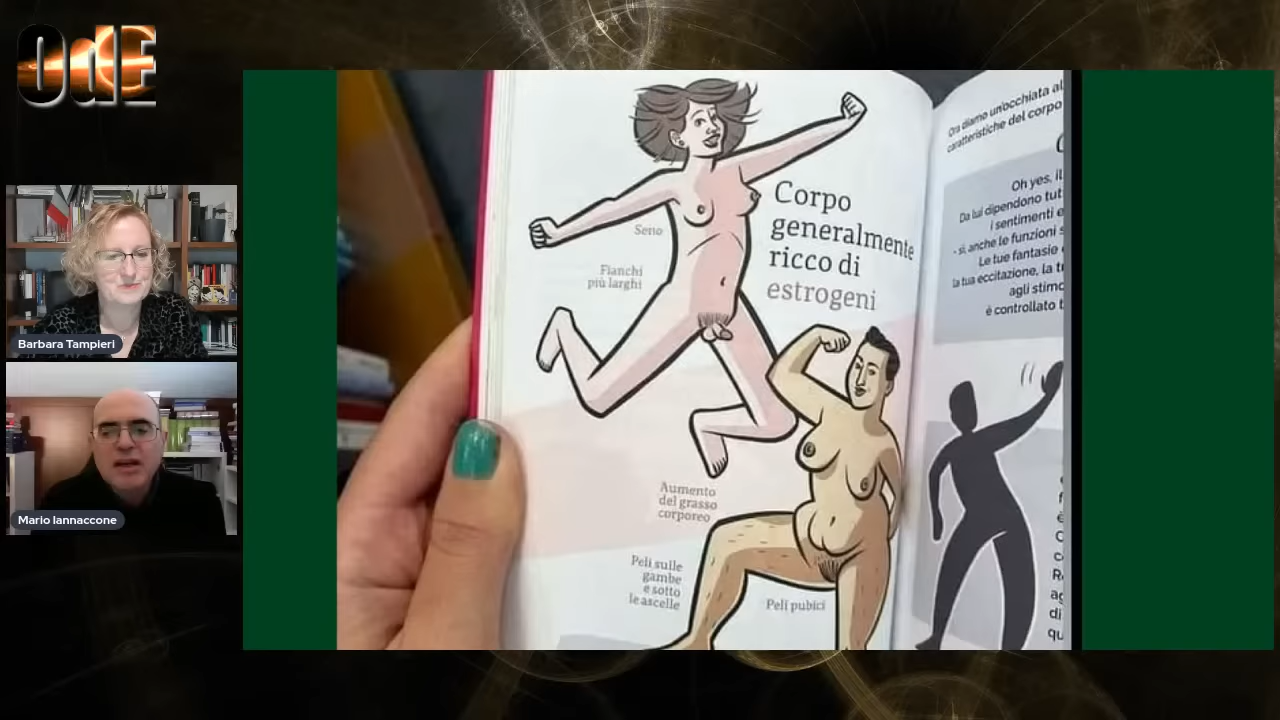 OdE
Barbara Tampieri
Mario Iannaccone
Corpo
generalmente
ricco di
estrogeni
Seno
Fianchi
più larghi
Aumento
del grasso
corporeo
Peli sulle
gambe
e sotto
le ascelle
Peli pubici
Ora diamo un'occhiata al
caratteristiche del corpo
Oh yes, il
Da lui dipendono tut
i sentimenti e
- sì, anche le funzioni s
Le tue fantasie
la tua eccitazione, la t
agli stimo
è controllato
di
qu